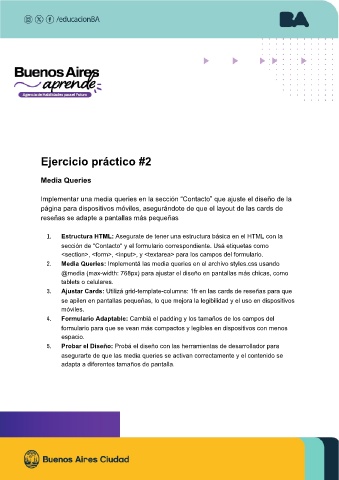 /educacionBA
BA
Buenos Aires
aprende
Agencia de Habilidades para el Futuro
Ejercicio práctico #2
Media Queries
Implementar una media queries en la sección "Contacto" que ajuste el diseño de la
página para dispositivos móviles, asegurándote de que el layout de las cards de
reseñas se adapte a pantallas más pequeñas
1. Estructura HTML: Asegurate de tener una estructura básica en el HTML con la
sección de "Contacto" y el formulario correspondiente. Usá etiquetas como
<section>, <form>, <input>, y <textarea> para los campos del formulario.
2. Media Queries: Implementá las media queries en el archivo styles.css usando
@media (max-width: 768px) para ajustar el diseño en pantallas más chicas, como
tablets o celulares.
3. Ajustar Cards: Utilizá grid-template-columns: 1fr en las cards de reseñas para que
se apilen en pantallas pequeñas, lo que mejora la legibilidad y el uso en dispositivos
móviles.
4. Formulario Adaptable: Cambiá el padding y los tamaños de los campos del
formulario para que se vean más compactos y legibles en dispositivos con menos
espacio.
5. Probar el Diseño: Probá el diseño con las herramientas de desarrollador para
asegurarte de que las media queries se activan correctamente y el contenido se
adapta a diferentes tamaños de pantalla.
Buenos Aires Ciudad